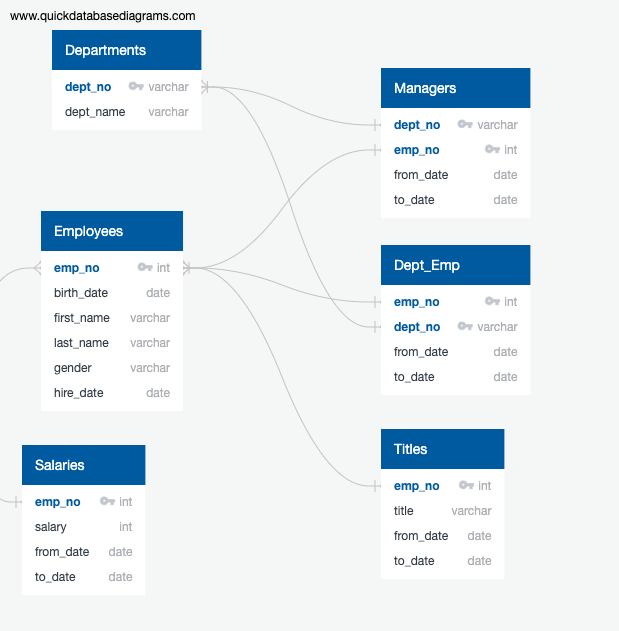 www.quickdatabasediagrams.com
Departments
dept_no varchar
dept_name varchar
Managers
dept_no varchar
emp_no int
from_date date
to_date date
Employees
emp_no int
birth_date date
first_name varchar
last_name varchar
gender varchar
hire_date date
Dept_Emp
emp_no int
dept_no varchar
from_date date
to_date date
Salaries
emp_no int
salary int
from_date date
to_date date
Titles
emp_no int
title varchar
from_date date
to_date date